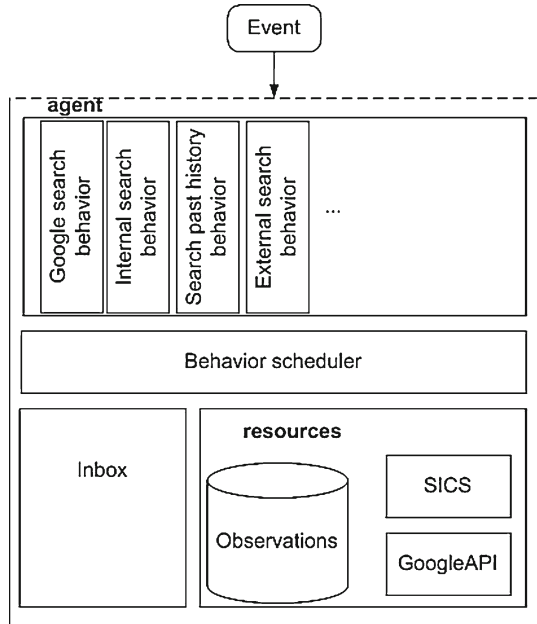 Event
agent
Google search
behavior
Internal search
behavior
Search past history
behavior
External search
behavior
...
Behavior scheduler
Inbox
resources
Observations
SICS
GoogleAPI